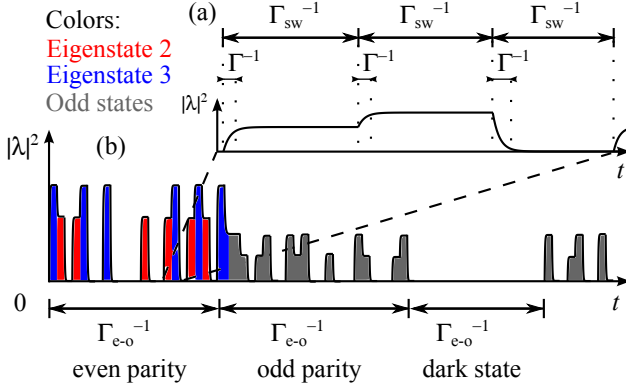 Colors: (a) Γsw⁻¹ Γsw⁻¹ Γsw⁻¹
Eigenstate 2 Γ⁻¹ Γ⁻¹ Γ⁻¹
Eigenstate 3
Odd states |λ|²
|λ|² (b)
t
0 t
Γe-o⁻¹ Γe-o⁻¹ Γe-o⁻¹
even parity odd parity dark state